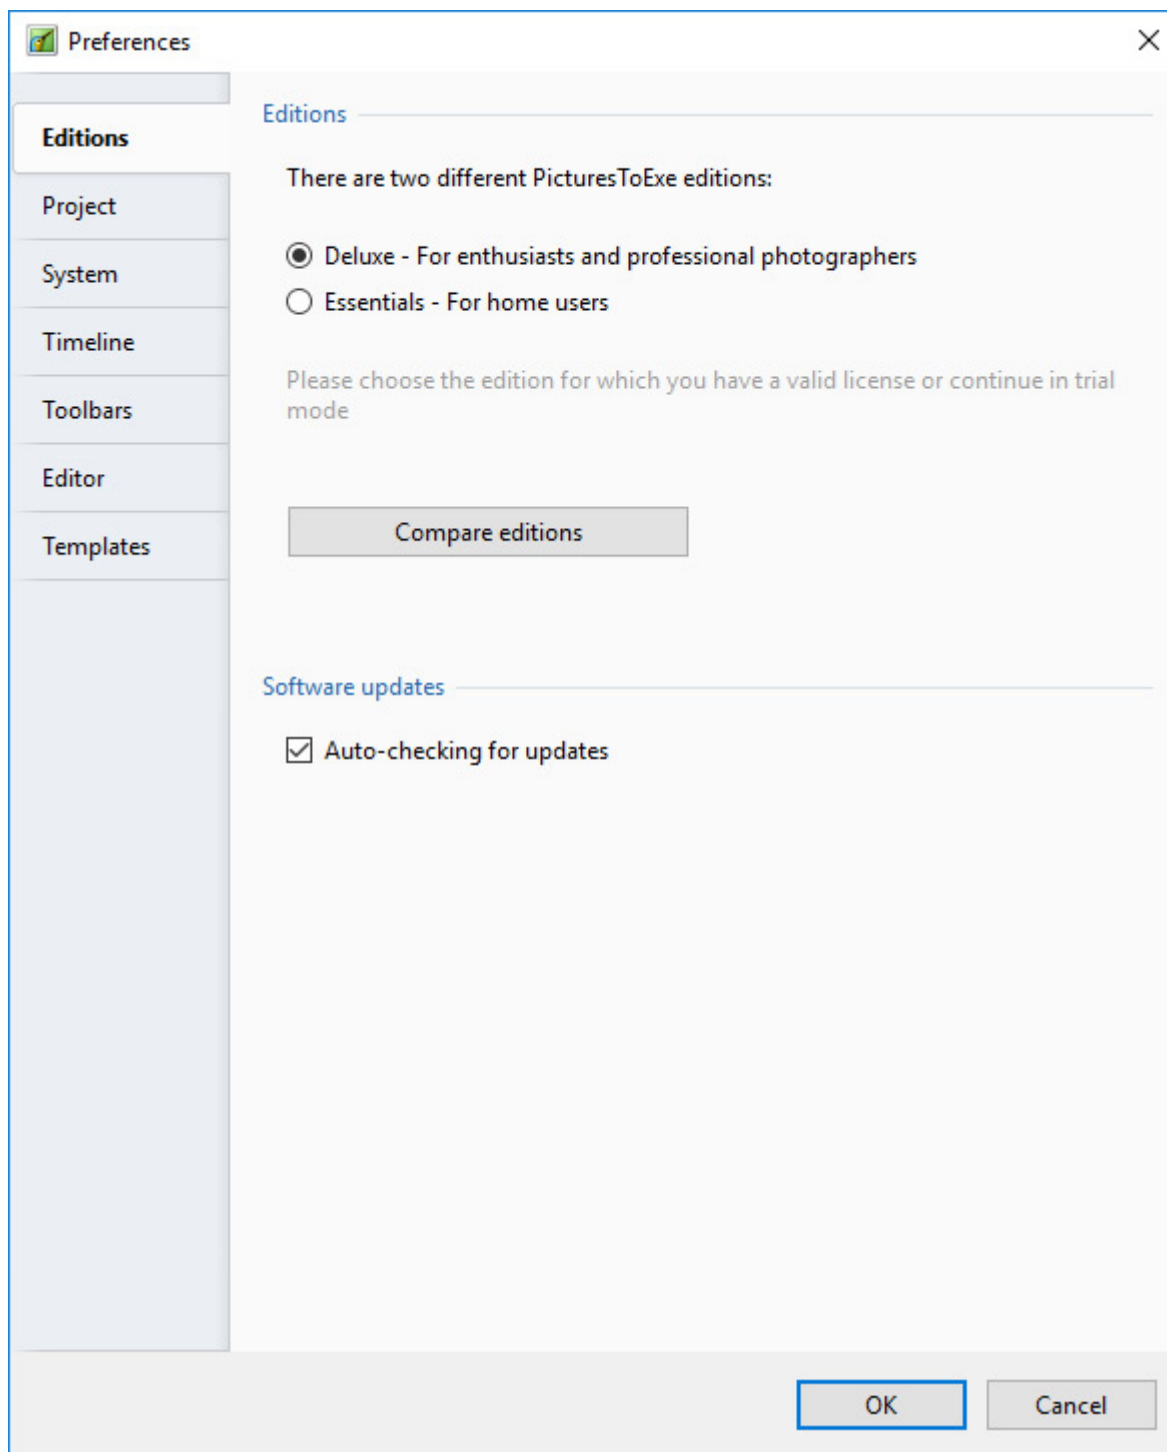 Preferences
Editions
Project
System
Timeline
Toolbars
Editor
Templates
Editions
There are two different PicturesToExe editions:
Deluxe - For enthusiasts and professional photographers
Essentials - For home users
Please choose the edition for which you have a valid license or continue in trial
mode
Compare editions
Software updates
Auto-checking for updates
OK
Cancel